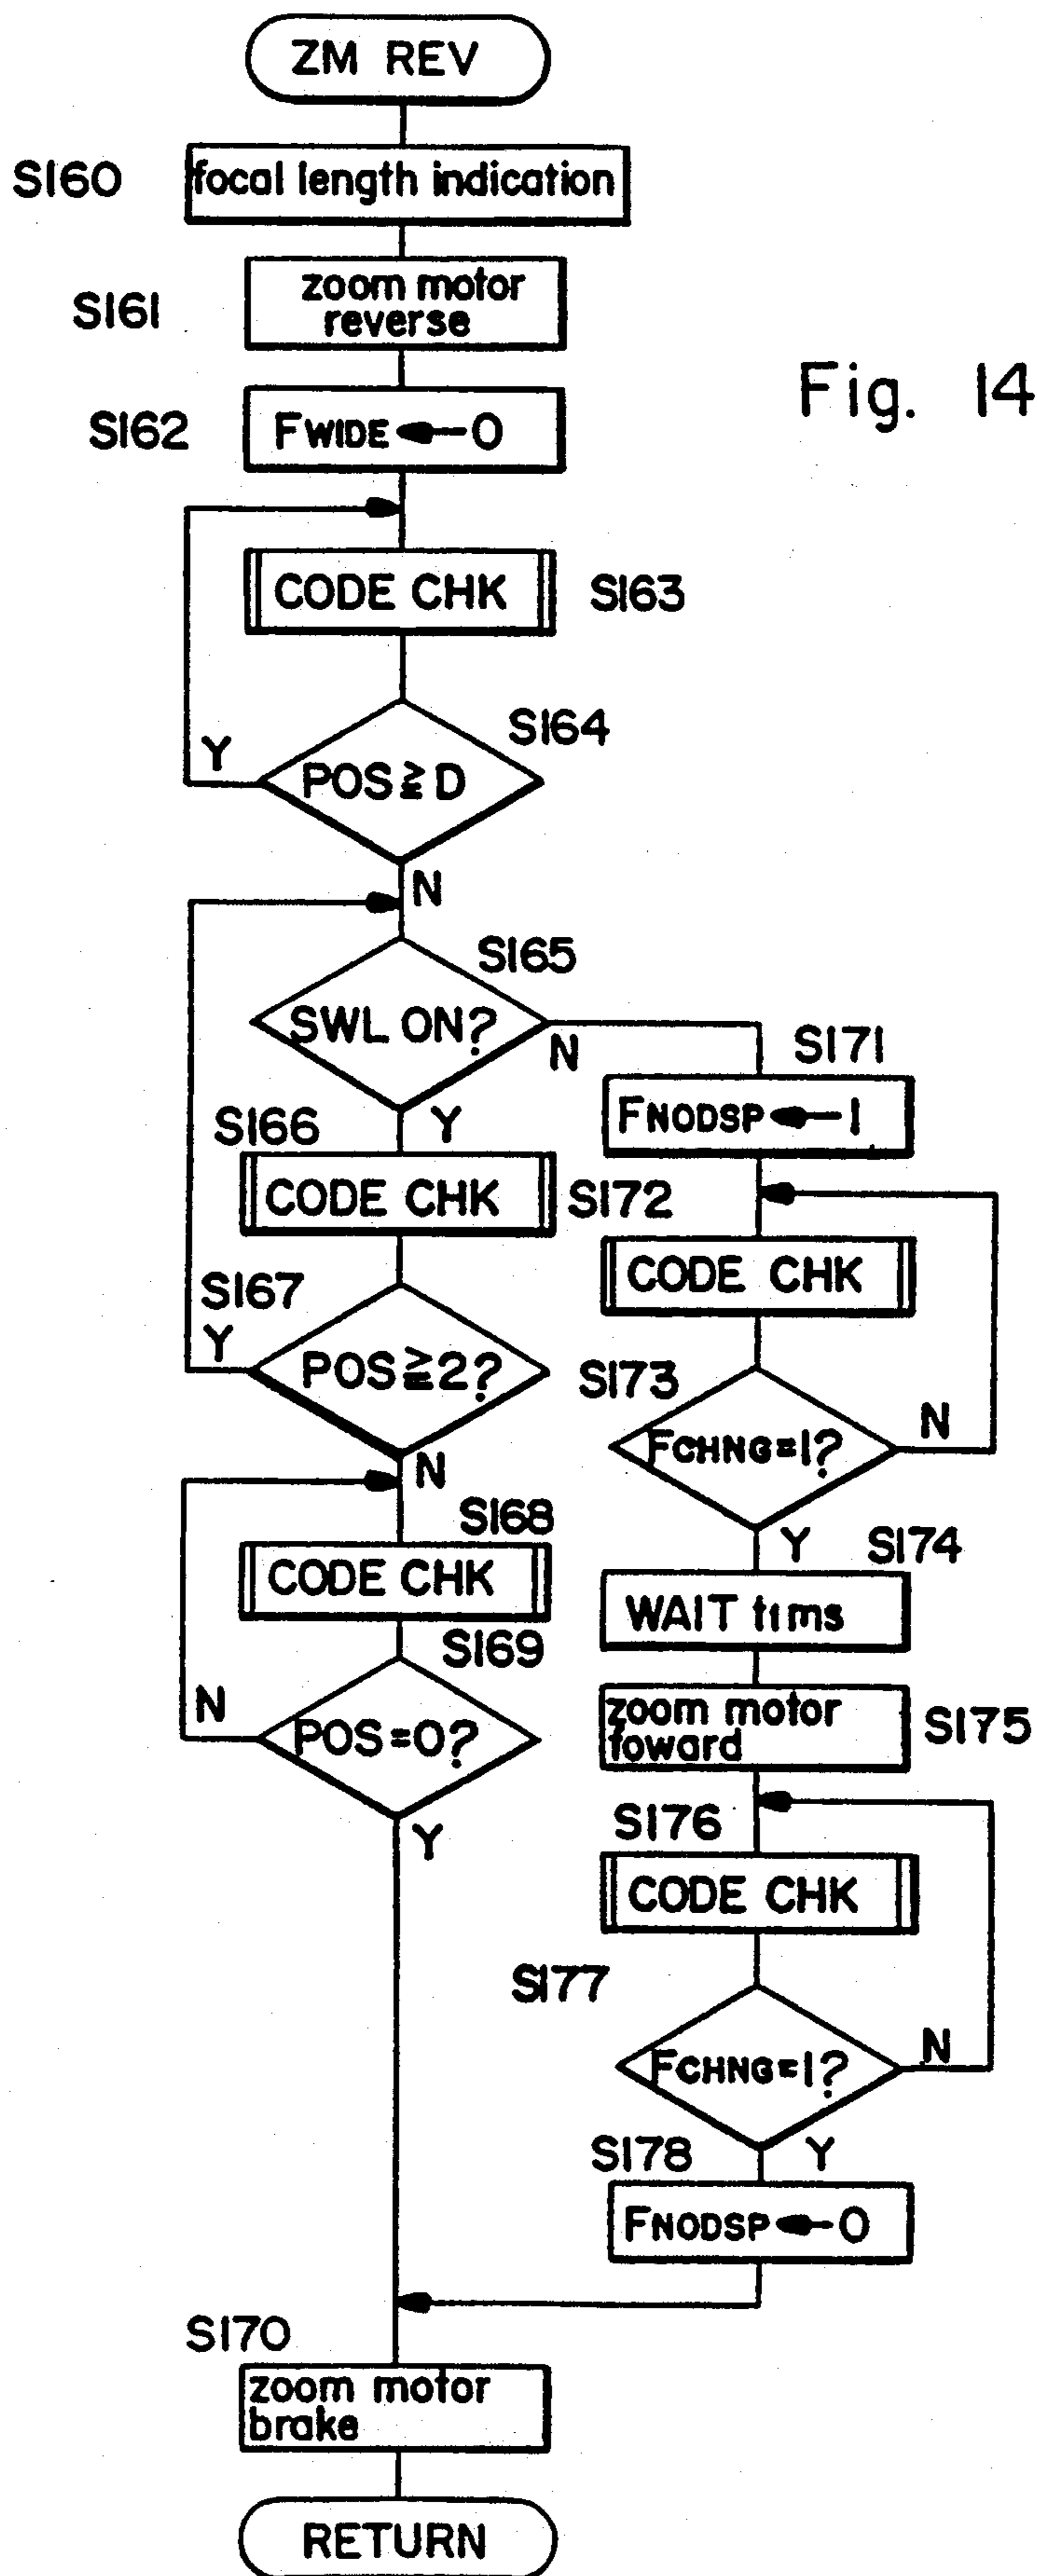 ZM REV
S160
focal length indication
S161
zoom motor
reverse
Fig. 14
S162
FWIDE ← 0
CODE CHK
S163
S164
Y
POS ≧ D
N
S165
SWL ON?
N
S171
FNODSP ← 1
Y
S166
CODE CHK
S172
CODE CHK
S167
Y
POS ≧ 2?
N
S173
FCHNG=1?
N
Y
S168
CODE CHK
S174
WAIT t1 ms
S169
N
POS=0?
Y
zoom motor
foward
S175
S176
CODE CHK
S177
FCHNG=1?
N
Y
S178
FNODSP ← 0
S170
zoom motor
brake
RETURN